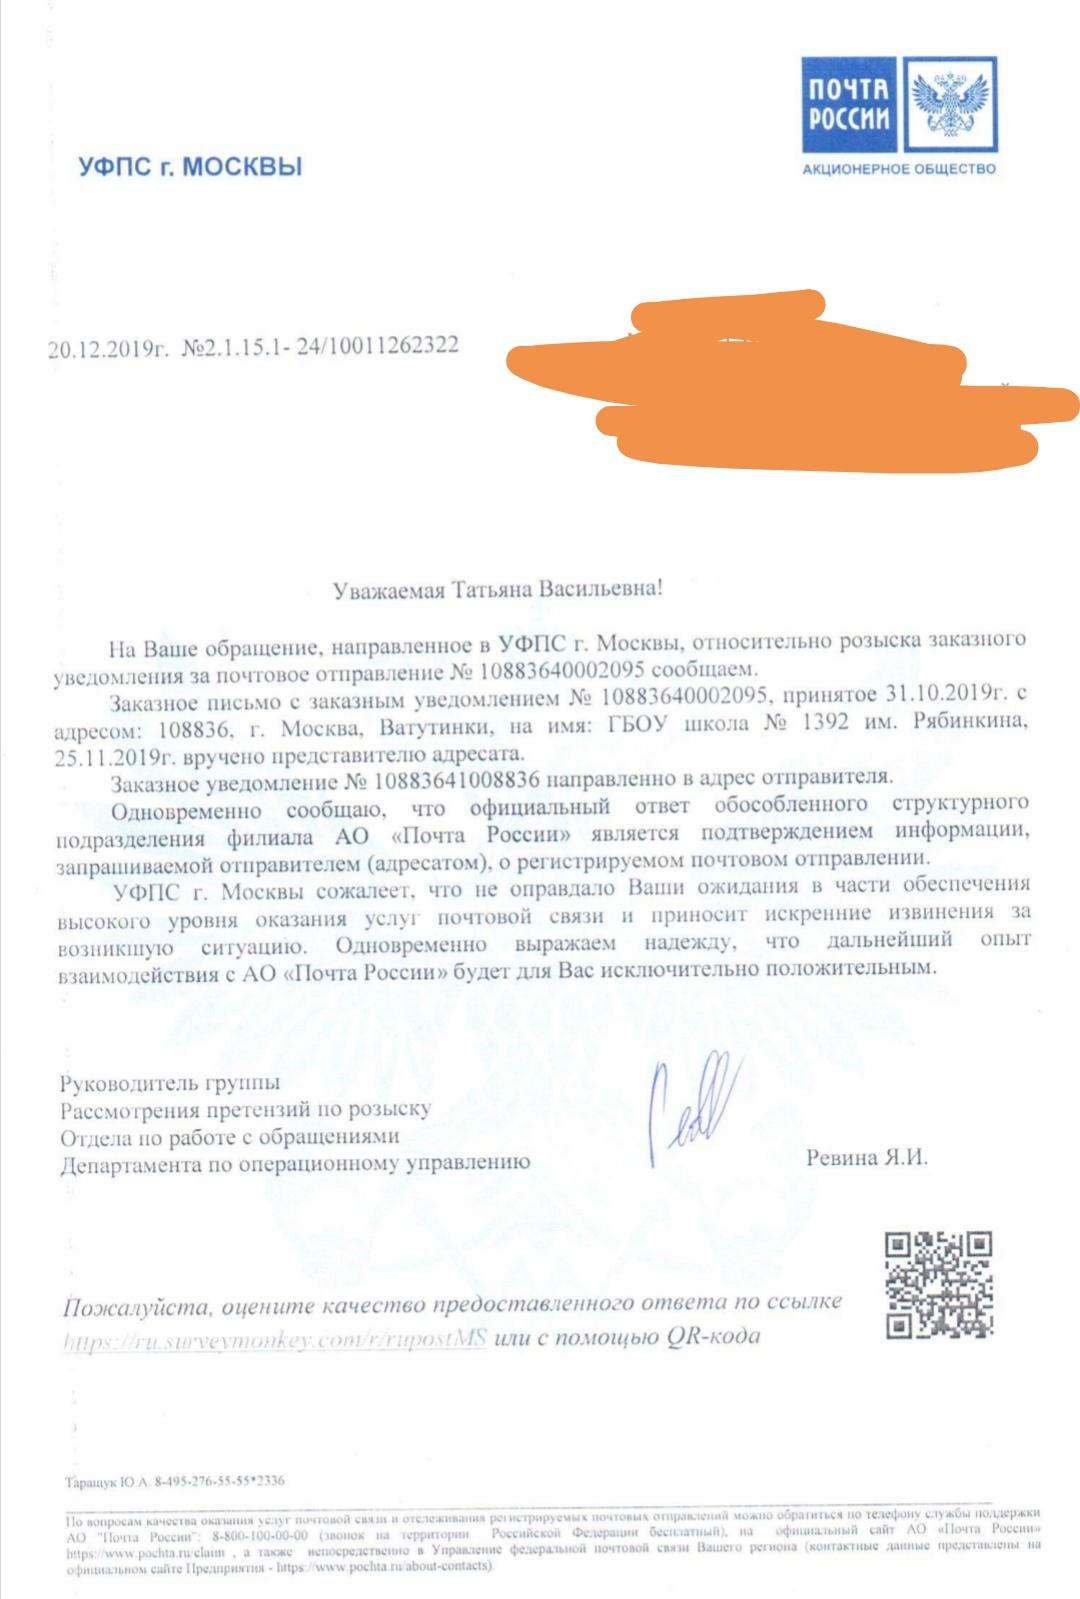 ПОЧТА
РОССИИ
АКЦИОНЕРНОЕ ОБЩЕСТВО
УФПС г. МОСКВЫ
20.12.2019г. №2.1.15.1- 24/10011262322
Уважаемая Татьяна Васильевна!
На Ваше обращение, направленное в УФПС г. Москвы, относительно розыска заказного
уведомления за почтовое отправление № 10883640002095 сообщаем.
Заказное письмо с заказным уведомлением № 10883640002095, принятое 31.10.2019г. с
адресом: 108836, г. Москва, Ватутинки, на имя: ГБОУ школа № 1392 им. Рябинкина,
25.11.2019г. вручено представителю адресата.
Заказное уведомление № 10883641008836 направленно в адрес отправителя.
Одновременно сообщаю, что официальный ответ обособленного структурного
подразделения филиала АО «Почта России» является подтверждением информации,
запрашиваемой отправителем (адресатом), о регистрируемом почтовом отправлении.
УФПС г. Москвы сожалеет, что не оправдало Ваши ожидания в части обеспечения
высокого уровня оказания услуг почтовой связи и приносит искренние извинения за
возникшую ситуацию. Одновременно выражаем надежду, что дальнейший опыт
взаимодействия с АО «Почта России» будет для Вас исключительно положительным.
Руководитель группы
Рассмотрения претензий по розыску
Отдела по работе с обращениями
Департамента по операционному управлению
Ревина Я.И.
Пожалуйста, оцените качество предоставленного ответа по ссылке
https://ru.surveymonkey.com/r/rupostMS или с помощью QR-кода
Таращук Ю.А. 8-495-276-55-55*2336
По вопросам качества оказания услуг почтовой связи и отслеживания регистрируемых почтовых отправлений можно обратиться по телефону службы поддержки
АО "Почта России": 8-800-100-00-00 (звонок на территории Российской Федерации бесплатный), на официальный сайт АО «Почта России»
https://www.pochta.ru/claim , а также непосредственно в Управление федеральной почтовой связи Вашего региона (контактные данные представлены на
официальном сайте Предприятия - https://www.pochta.ru/about-contacts).